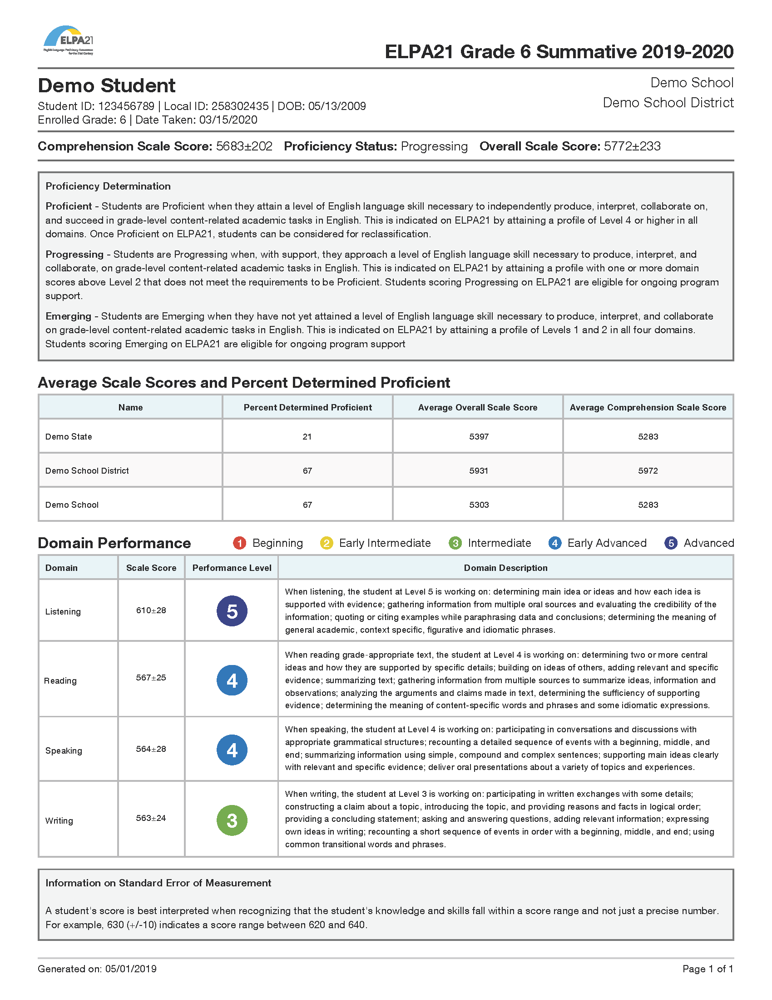 ELPA21
English Language Proficiency Assessment
for the 21st Century
ELPA21 Grade 6 Summative 2019-2020
Demo Student
Demo School
Student ID: 123456789 | Local ID: 258302435 | DOB: 05/13/2009
Demo School District
Enrolled Grade: 6 | Date Taken: 03/15/2020
Comprehension Scale Score: 5683±202 Proficiency Status: Progressing Overall Scale Score: 5772±233
Proficiency Determination
Proficient - Students are Proficient when they attain a level of English language skill necessary to independently produce, interpret, collaborate on,
and succeed in grade-level content-related academic tasks in English. This is indicated on ELPA21 by attaining a profile of Level 4 or higher in all
domains. Once Proficient on ELPA21, students can be considered for reclassification.
Progressing - Students are Progressing when, with support, they approach a level of English language skill necessary to produce, interpret, and
collaborate, on grade-level content-related academic tasks in English. This is indicated on ELPA21 by attaining a profile with one or more domain
scores above Level 2 that does not meet the requirements to be Proficient. Students scoring Progressing on ELPA21 are eligible for ongoing program
support.
Emerging - Students are Emerging when they have not yet attained a level of English language skill necessary to produce, interpret, and collaborate
on grade-level content-related academic tasks in English. This is indicated on ELPA21 by attaining a profile of Levels 1 and 2 in all four domains.
Students scoring Emerging on ELPA21 are eligible for ongoing program support
Average Scale Scores and Percent Determined Proficient
Name Percent Determined Proficient Average Overall Scale Score Average Comprehension Scale Score
Demo State 21 5397 5283
Demo School District 67 5931 5972
Demo School 67 5303 5283
Domain Performance 1 Beginning 2 Early Intermediate 3 Intermediate 4 Early Advanced 5 Advanced
Domain Scale Score Performance Level Domain Description
Listening 610±28 5
When listening, the student at Level 5 is working on: determining main idea or ideas and how each idea is
supported with evidence; gathering information from multiple oral sources and evaluating the credibility of the
information; quoting or citing examples while paraphrasing data and conclusions; determining the meaning of
general academic, context specific, figurative and idiomatic phrases.
Reading 567±25 4
When reading grade-appropriate text, the student at Level 4 is working on: determining two or more central
ideas and how they are supported by specific details; building on ideas of others, adding relevant and specific
evidence; summarizing text; gathering information from multiple sources to summarize ideas, information and
observations; analyzing the arguments and claims made in text, determining the sufficiency of supporting
evidence; determining the meaning of content-specific words and phrases and some idiomatic expressions.
Speaking 564±28 4
When speaking, the student at Level 4 is working on: participating in conversations and discussions with
appropriate grammatical structures; recounting a detailed sequence of events with a beginning, middle, and
end; summarizing information using simple, compound and complex sentences; supporting main ideas clearly
with relevant and specific evidence; deliver oral presentations about a variety of topics and experiences.
Writing 563±24 3
When writing, the student at Level 3 is working on: participating in written exchanges with some details;
constructing a claim about a topic, introducing the topic, and providing reasons and facts in logical order;
providing a concluding statement; asking and answering questions, adding relevant information; expressing
own ideas in writing; recounting a short sequence of events in order with a beginning, middle, and end; using
common transitional words and phrases.
Information on Standard Error of Measurement
A student's score is best interpreted when recognizing that the student's knowledge and skills fall within a score range and not just a precise number.
For example, 630 (+/-10) indicates a score range between 620 and 640.
Generated on: 05/01/2019
Page 1 of 1